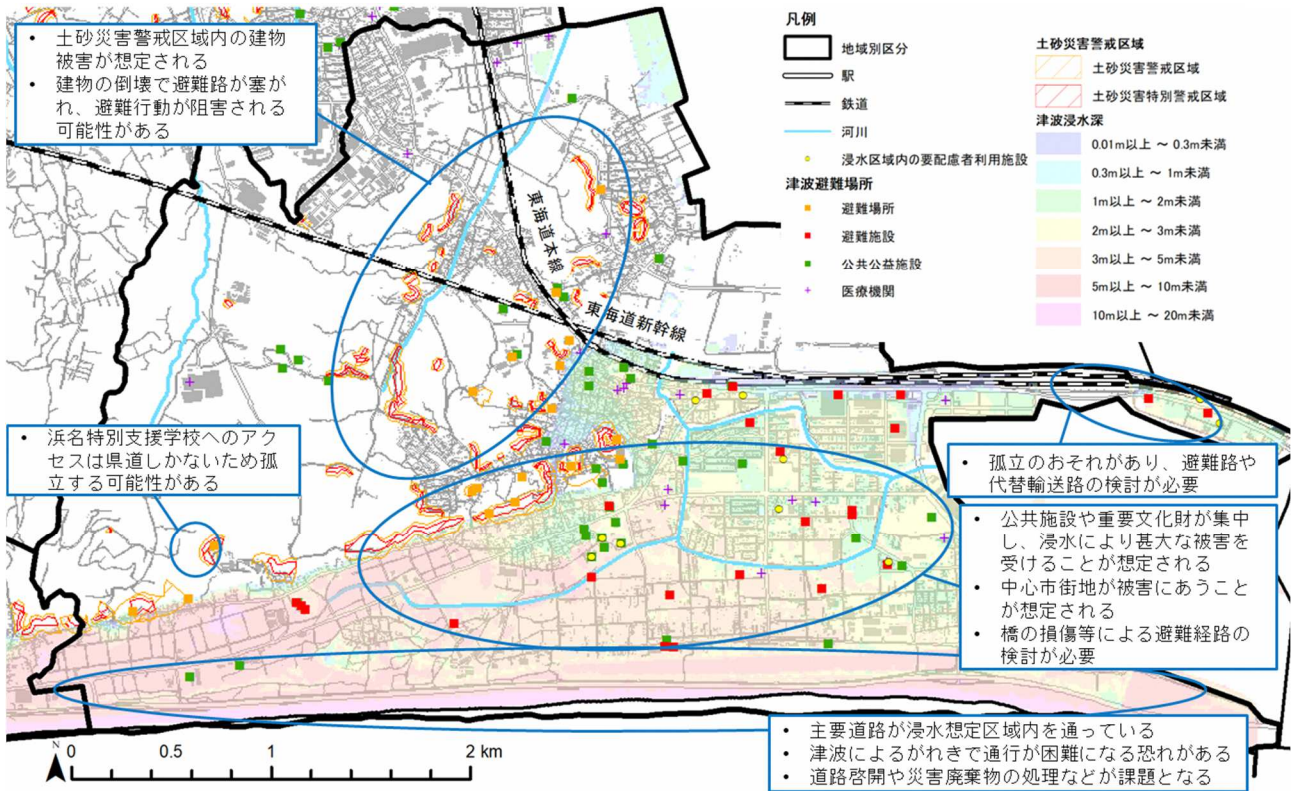 • 土砂災害警戒区域内の建物
被害が想定される
• 建物の倒壊で避難路が塞が
れ、避難行動が阻害される
可能性がある
凡例
地域別区分
駅
鉄道
河川
浸水区域内の要配慮者利用施設
津波避難場所
避難場所
避難施設
公共公益施設
医療機関
土砂災害警戒区域
土砂災害警戒区域
土砂災害特別警戒区域
津波浸水深
0.01m以上 ～ 0.3m未満
0.3m以上 ～ 1m未満
1m以上 ～ 2m未満
2m以上 ～ 3m未満
3m以上 ～ 5m未満
5m以上 ～ 10m未満
10m以上 ～ 20m未満
東海道本線
東海道新幹線
• 浜名特別支援学校へのアク
セスは県道しかないため孤
立する可能性がある
• 孤立のおそれがあり、避難路や
代替輸送路の検討が必要
• 公共施設や重要文化財が集中
し、浸水により甚大な被害を
受けることが想定される
• 中心市街地が被害にあうこと
が想定される
• 橋の損傷等による避難経路の
検討が必要
• 主要道路が浸水想定区域内を通っている
• 津波によるがれきで通行が困難になる恐れがある
• 道路啓開や災害廃棄物の処理などが課題となる
N
0 0.5 1 2 km